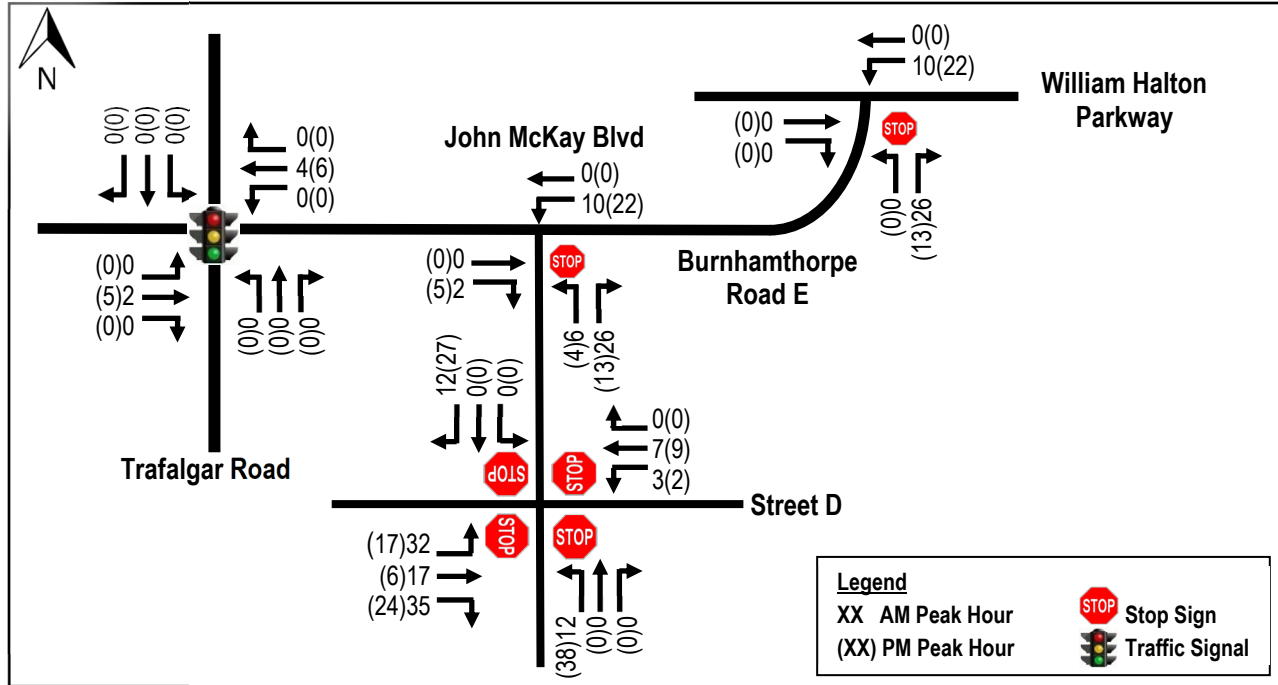 N
0(0)
0(0)
0(0)
0(0)
4(6)
0(0)
(0)0
(5)2
(0)0
(0)0
(0)0
(0)0
Trafalgar Road
John McKay Blvd
0(0)
10(22)
(0)0
(5)2
STOP
(4)6
(13)26
Burnhamthorpe
Road E
0(0)
10(22)
William Halton
Parkway
(0)0
(0)0
STOP
(0)0
(13)26
12(27)
0(0)
0(0)
0(0)
7(9)
3(2)
STOP
STOP
Street D
STOP
STOP
(17)32
(6)17
(24)35
(38)12
(0)0
(0)0
Legend
XX AM Peak Hour
STOP Stop Sign
(XX) PM Peak Hour
Traffic Signal